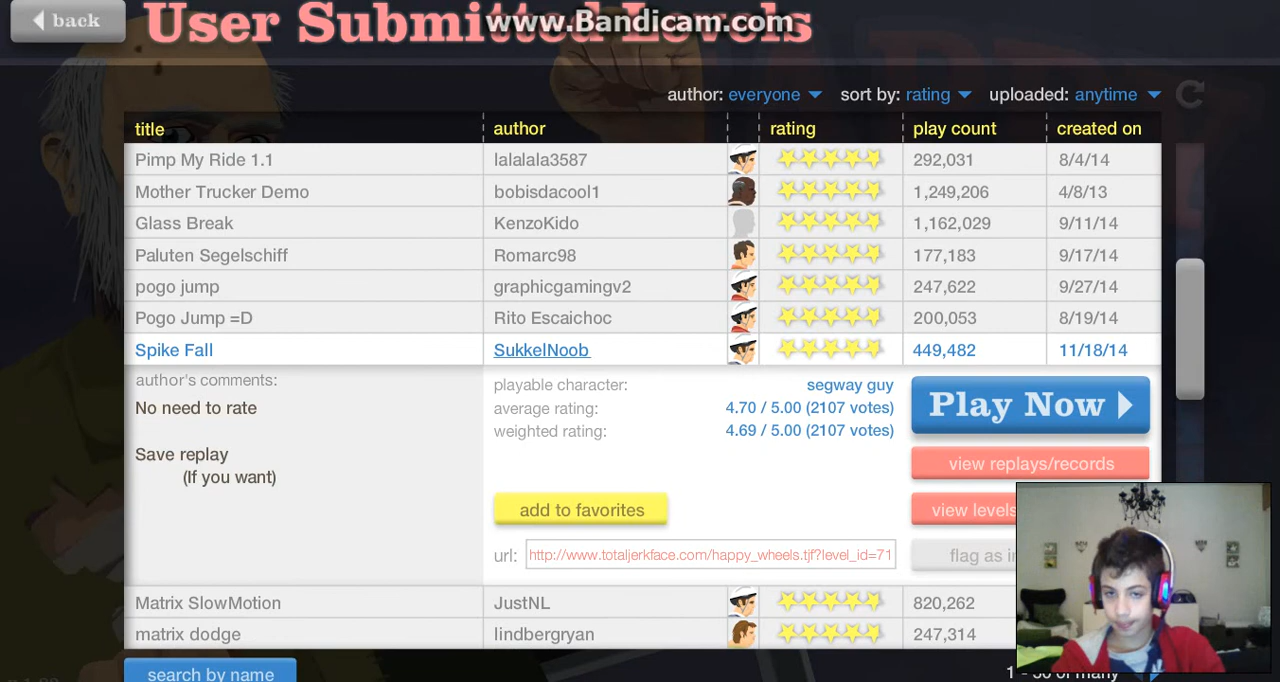 back
User Submitted Levels
www.Bandicam.com
author: everyone sort by: rating uploaded: anytime
title author rating play count created on
Pimp My Ride 1.1 lalalala3587 292,031 8/4/14
Mother Trucker Demo bobisdacool1 1,249,206 4/8/13
Glass Break KenzoKido 1,162,029 9/11/14
Paluten Segelschiff Romarc98 177,183 9/17/14
pogo jump graphicgamingv2 247,622 9/27/14
Pogo Jump =D Rito Escaichoc 200,053 8/19/14
Spike Fall SukkelNoob 449,482 11/18/14
author's comments:
No need to rate
Save replay
(If you want)
playable character: segway guy
average rating: 4.70 / 5.00 (2107 votes)
weighted rating: 4.69 / 5.00 (2107 votes)
add to favorites
url: http://www.totaljerkface.com/happy_wheels.tjf?level_id=71
Play Now
view replays/records
view levels
flag as in
Matrix SlowMotion JustNL 820,262
matrix dodge lindbergryan 247,314
search by name